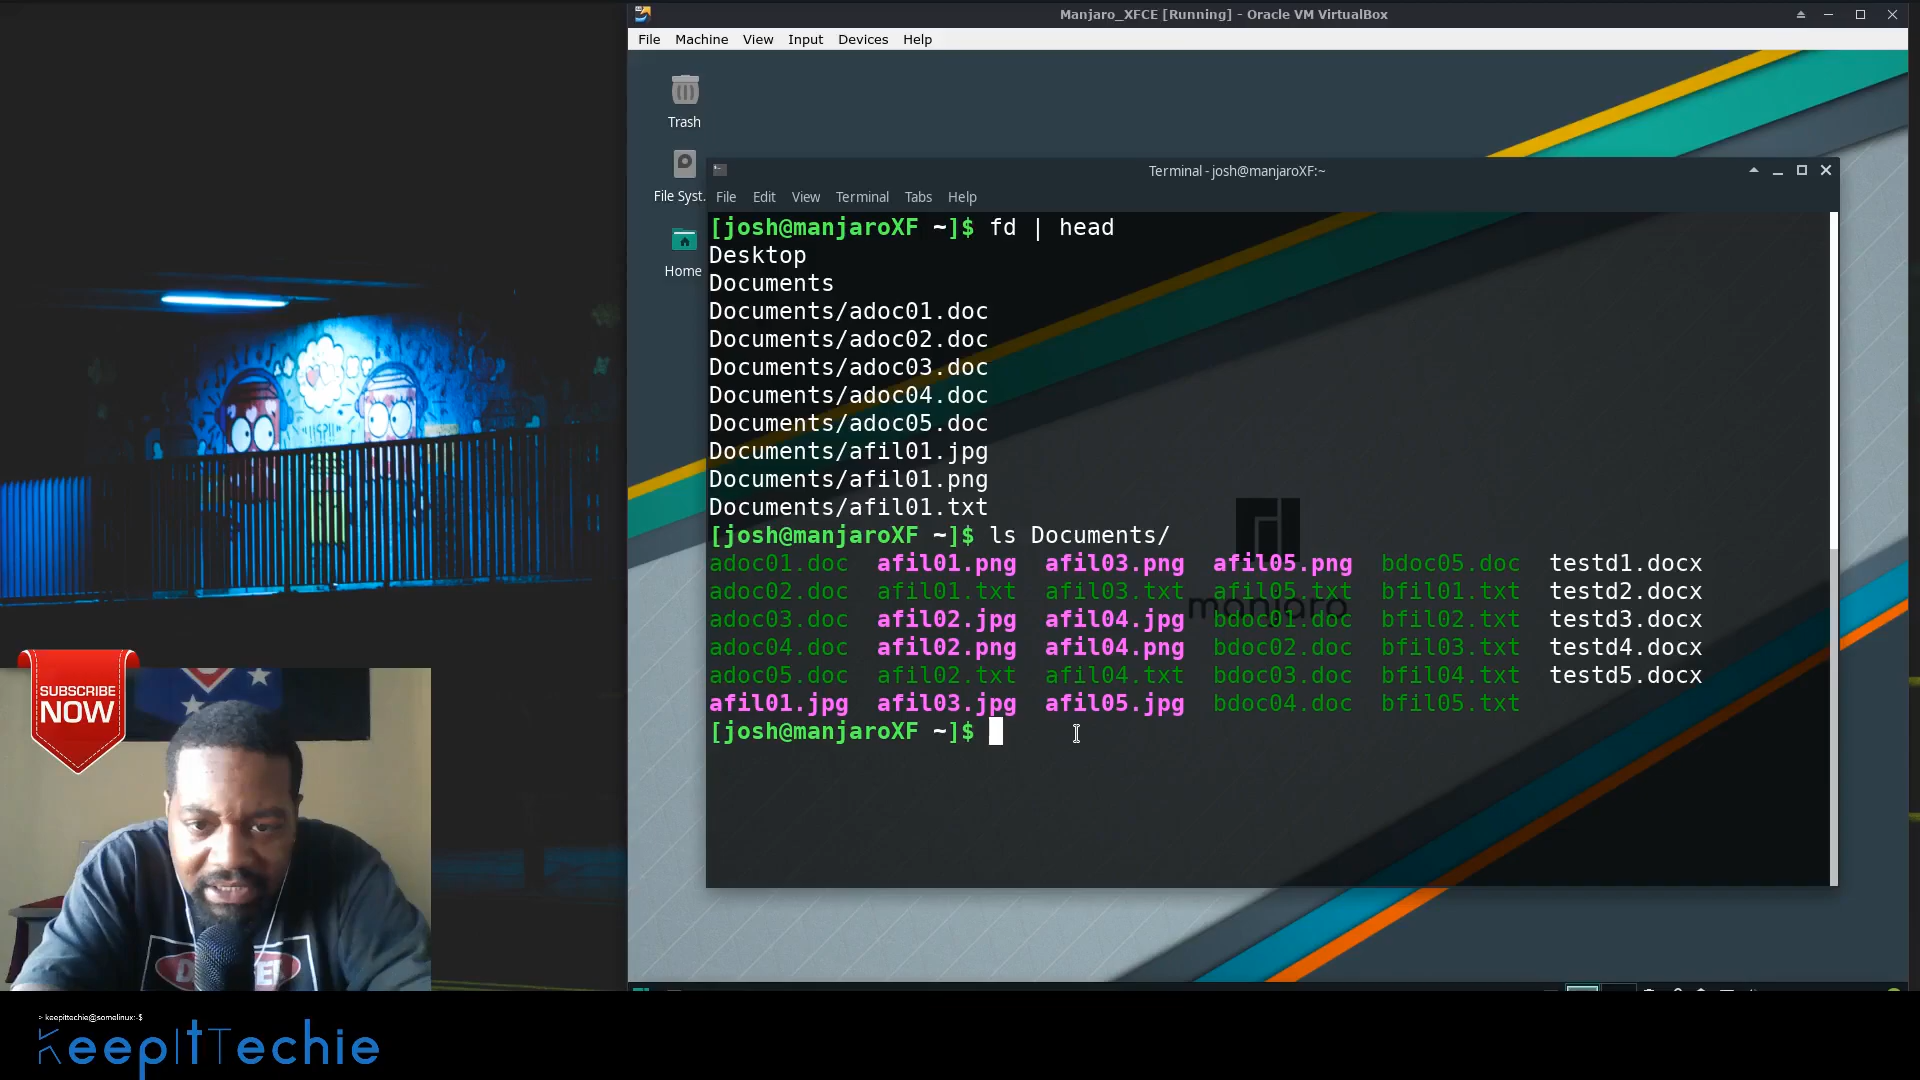 Manjaro_XFCE [Running] - Oracle VM VirtualBox
File Machine View Input Devices Help
Trash
File Syst.
Home
Terminal - josh@manjaroXF:~
File Edit View Terminal Tabs Help
[josh@manjaroXF ~]$ fd | head
Desktop
Documents
Documents/adoc01.doc
Documents/adoc02.doc
Documents/adoc03.doc
Documents/adoc04.doc
Documents/adoc05.doc
Documents/afil01.jpg
Documents/afil01.png
Documents/afil01.txt
[josh@manjaroXF ~]$ ls Documents/
adoc01.doc afil01.png afil03.png afil05.png bdoc05.doc testd1.docx
adoc02.doc afil01.txt afil03.txt afil05.txt bfil01.txt testd2.docx
adoc03.doc afil02.jpg afil04.jpg bdoc01.doc bfil02.txt testd3.docx
adoc04.doc afil02.png afil04.png bdoc02.doc bfil03.txt testd4.docx
adoc05.doc afil02.txt afil04.txt bdoc03.doc bfil04.txt testd5.docx
afil01.jpg afil03.jpg afil05.jpg bdoc04.doc bfil05.txt
[josh@manjaroXF ~]$
manjaro
SUBSCRIBE
NOW
> keepittechie@somelinux:-$
KeepItTechie